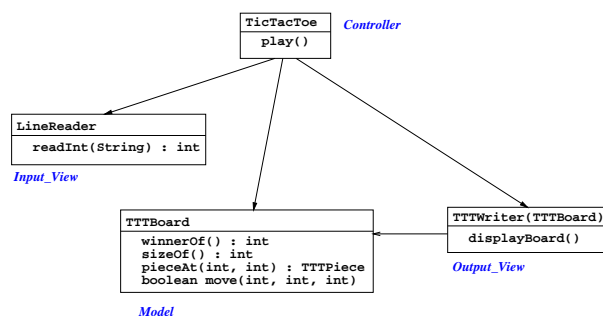 TicTacToe
play()
Controller
LineReader
readInt(String) : int
Input_View
TTTBoard
winnerOf() : int
sizeOf() : int
pieceAt(int, int) : TTTPiece
boolean move(int, int, int)
Model
TTTWriter(TTTBoard)
displayBoard()
Output_View